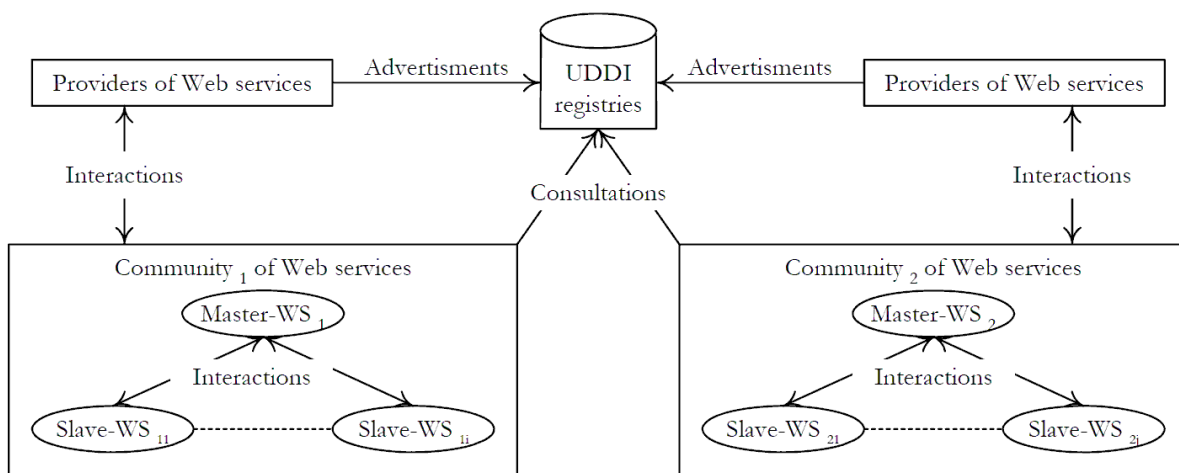 Providers of Web services
Advertisments
UDDI
registries
Advertisments
Providers of Web services
Interactions
Consultations
Interactions
Community 1 of Web services
Master-WS 1
Interactions
Slave-WS 11
Slave-WS 1i
Community 2 of Web services
Master-WS 2
Interactions
Slave-WS 21
Slave-WS 2j